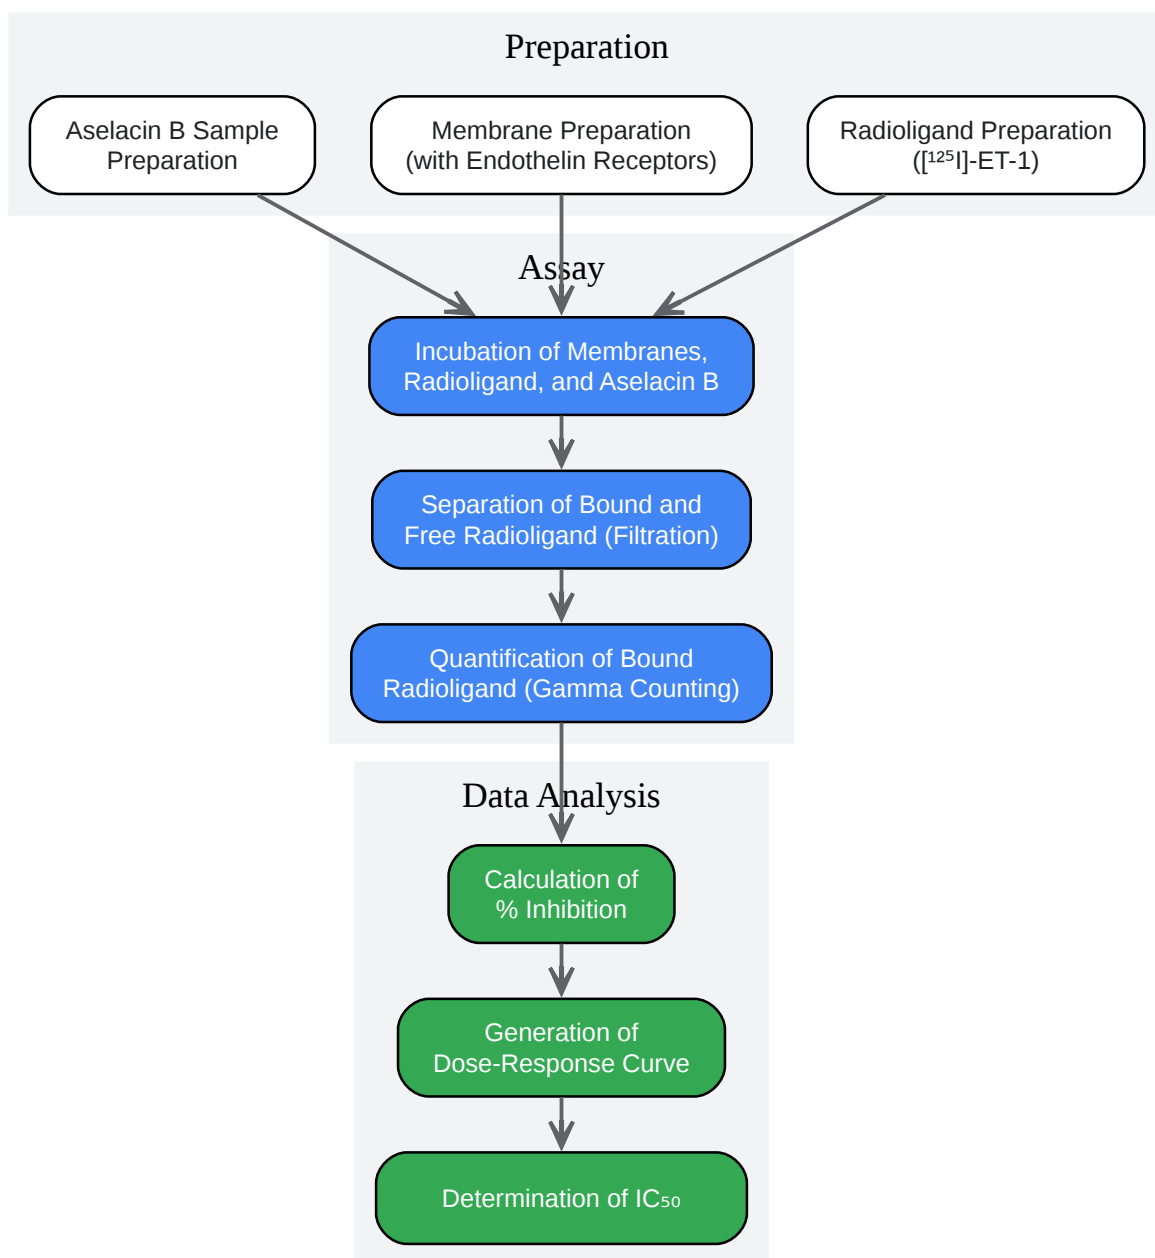 Preparation
Aselacin B Sample
Preparation
Membrane Preparation
(with Endothelin Receptors)
Radioligand Preparation
([¹²⁵I]-ET-1)
Assay
Incubation of Membranes,
Radioligand, and Aselacin B
Separation of Bound and
Free Radioligand (Filtration)
Quantification of Bound
Radioligand (Gamma Counting)
Data Analysis
Calculation of
% Inhibition
Generation of
Dose-Response Curve
Determination of IC₅₀